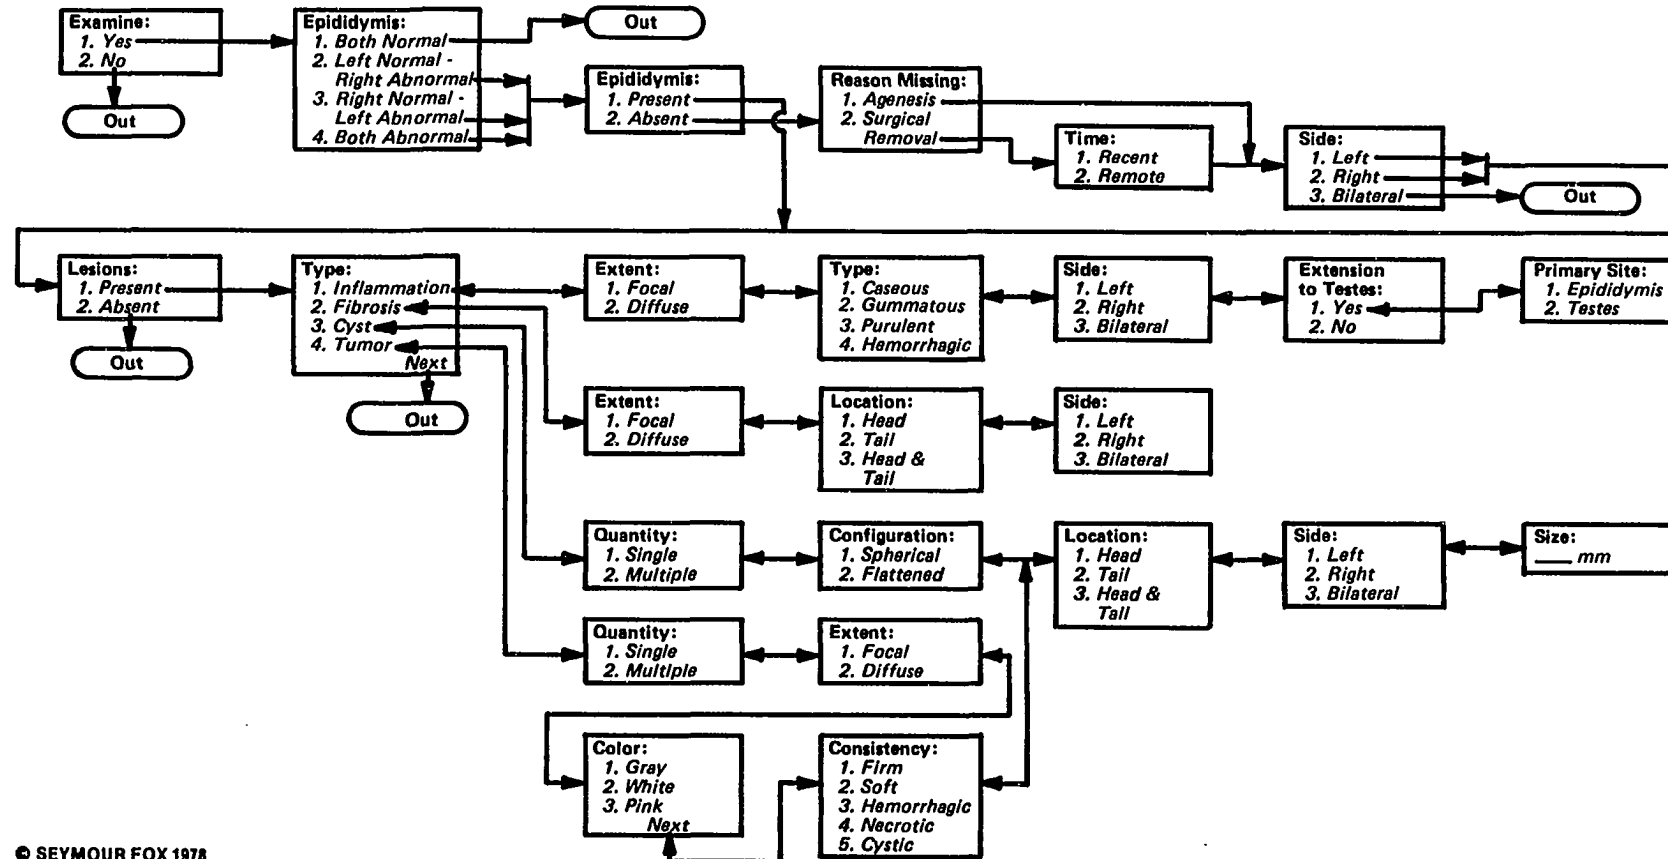 Examine:
1. Yes
2. No
Out
Epididymis:
1. Both Normal
2. Left Normal -
Right Abnormal
3. Right Normal -
Left Abnormal
4. Both Abnormal
Out
Epididymis:
1. Present
2. Absent
Reason Missing:
1. Agenesis
2. Surgical
Removal
Time:
1. Recent
2. Remote
Side:
1. Left
2. Right
3. Bilateral
Out
Lesions:
1. Present
2. Absent
Out
Type:
1. Inflammation
2. Fibrosis
3. Cyst
4. Tumor
Next
Out
Extent:
1. Focal
2. Diffuse
Type:
1. Caseous
2. Gummatous
3. Purulent
4. Hemorrhagic
Side:
1. Left
2. Right
3. Bilateral
Extension
to Testes:
1. Yes
2. No
Primary Site:
1. Epididymis
2. Testes
Extent:
1. Focal
2. Diffuse
Location:
1. Head
2. Tail
3. Head &
Tail
Side:
1. Left
2. Right
3. Bilateral
Quantity:
1. Single
2. Multiple
Configuration:
1. Spherical
2. Flattened
Location:
1. Head
2. Tail
3. Head &
Tail
Side:
1. Left
2. Right
3. Bilateral
Size:
___ mm
Quantity:
1. Single
2. Multiple
Extent:
1. Focal
2. Diffuse
Color:
1. Gray
2. White
3. Pink
Next
Consistency:
1. Firm
2. Soft
3. Hemorrhagic
4. Necrotic
5. Cystic
© SEYMOUR FOX 1978